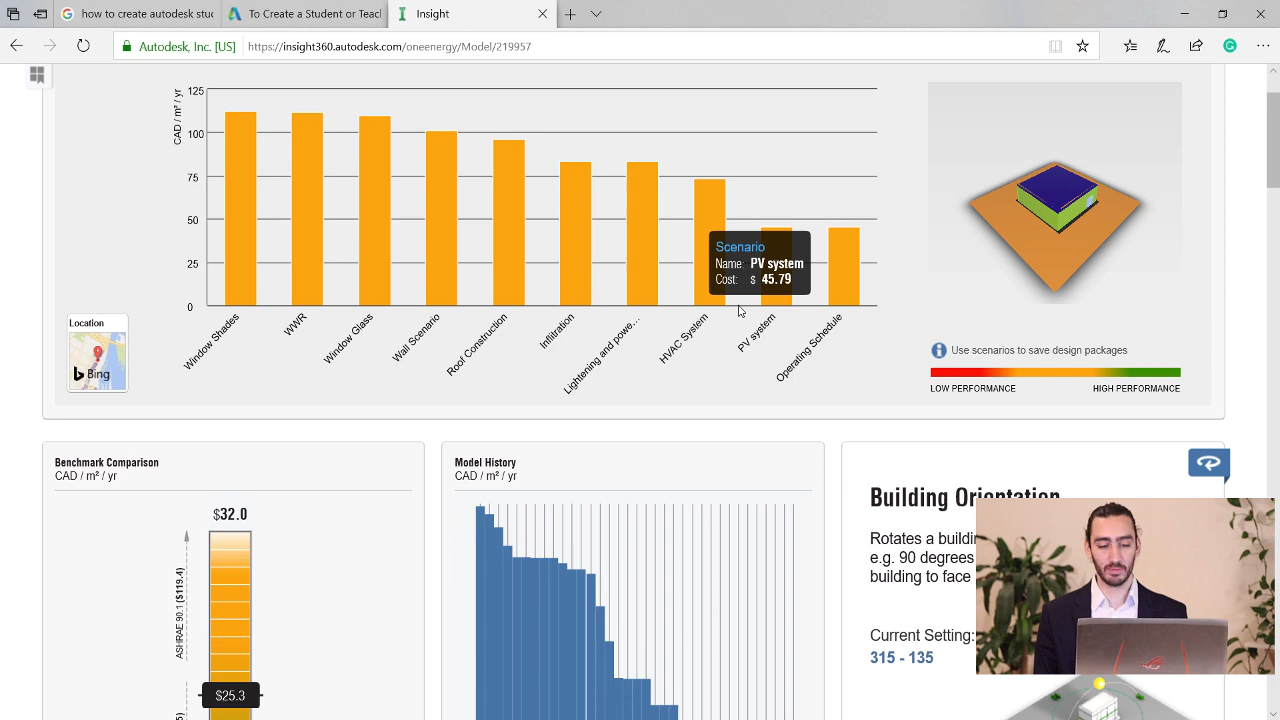 how to create autodesk stu
To Create a Student or Teacl
Insight
Autodesk, Inc. [US]
https://insight360.autodesk.com/oneenergy/Model/219957
CAD / m² / yr
125
100
75
50
25
0
Scenario
Name: PV system
Cost: $ 45.79
Window Shades
WWR
Window Glass
Wall Scenario
Roof Construction
Infiltration
Lightening and powe...
HVAC System
PV system
Operating Schedule
Location
Bing
Use scenarios to save design packages
LOW PERFORMANCE
HIGH PERFORMANCE
Benchmark Comparison
CAD / m² / yr
$32.0
ASHRAE 90.1 ($119.4)
$25.3
Model History
CAD / m² / yr
Building Orientation
Rotates a buildin
e.g. 90 degrees
building to face
Current Setting:
315 - 135